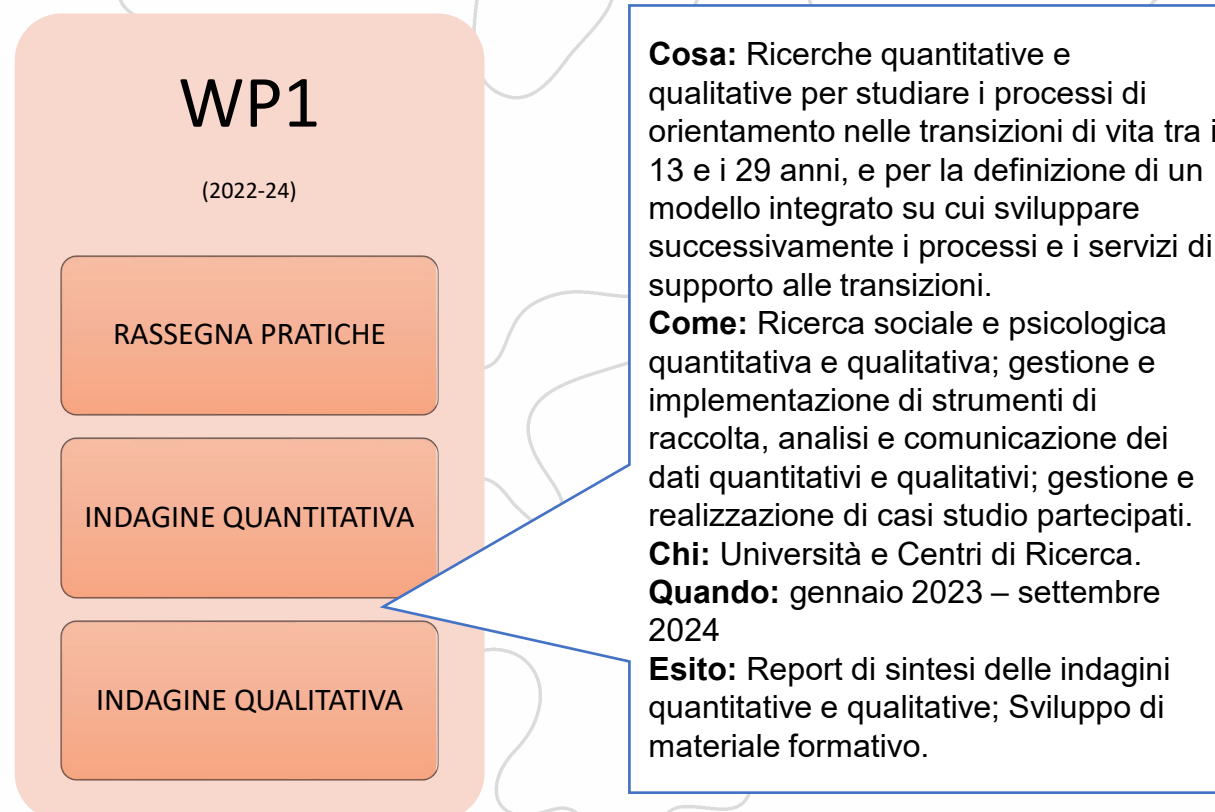 WP1
(2022-24)
RASSEGNA PRATICHE
INDAGINE QUANTITATIVA
INDAGINE QUALITATIVA
Cosa: Ricerche quantitative e
qualitative per studiare i processi di
orientamento nelle transizioni di vita tra i
13 e i 29 anni, e per la definizione di un
modello integrato su cui sviluppare
successivamente i processi e i servizi di
supporto alle transizioni.
Come: Ricerca sociale e psicologica
quantitativa e qualitativa; gestione e
implementazione di strumenti di
raccolta, analisi e comunicazione dei
dati quantitativi e qualitativi; gestione e
realizzazione di casi studio partecipati.
Chi: Università e Centri di Ricerca.
Quando: gennaio 2023 – settembre
2024
Esito: Report di sintesi delle indagini
quantitative e qualitative; Sviluppo di
materiale formativo.